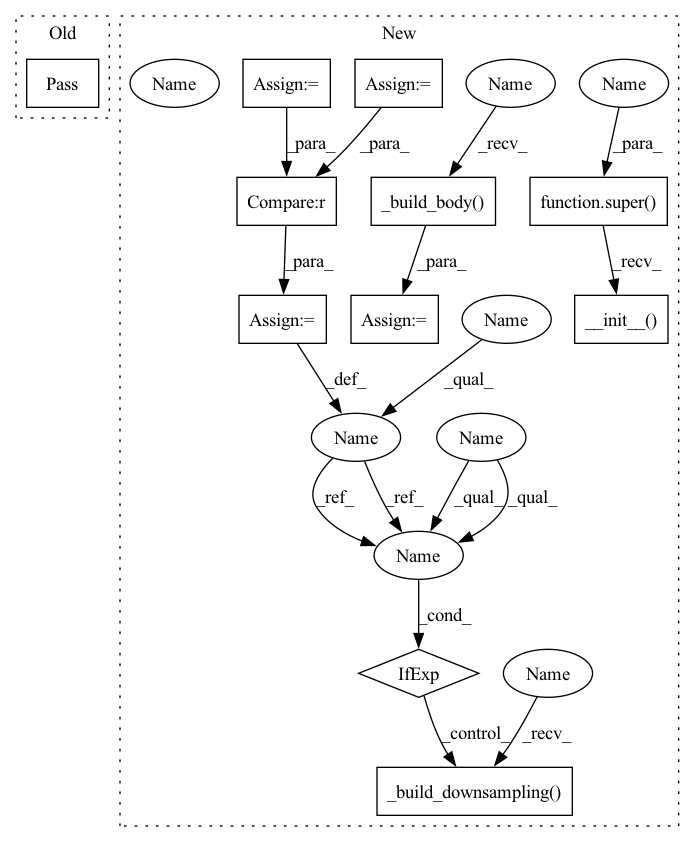 Old
New
Pass
Name
Assign:=
Assign:=
Name
Name
_para_
_para_
_recv_
_para_
Compare:r
_build_body()
function.super()
_para_
_para_
_recv_
Assign:=
Assign:=
Name
__init__()
_def_
_qual_
Name
Name
_ref_
_ref_
_qual_
_qual_
Name
_cond_
IfExp
Name
_control_
_recv_
_build_downsampling()